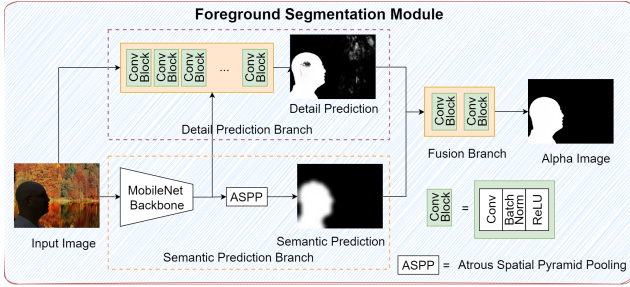 Foreground Segmentation Module
Conv Block
Conv Block
Conv Block
...
Conv Block
Detail Prediction
Detail Prediction Branch
Conv Block
Conv Block
Fusion Branch
Alpha Image
Input Image
MobileNet
Backbone
ASPP
Semantic Prediction
Semantic Prediction Branch
Conv Block
=
Conv
Batch Norm
ReLU
ASPP = Atrous Spatial Pyramid Pooling